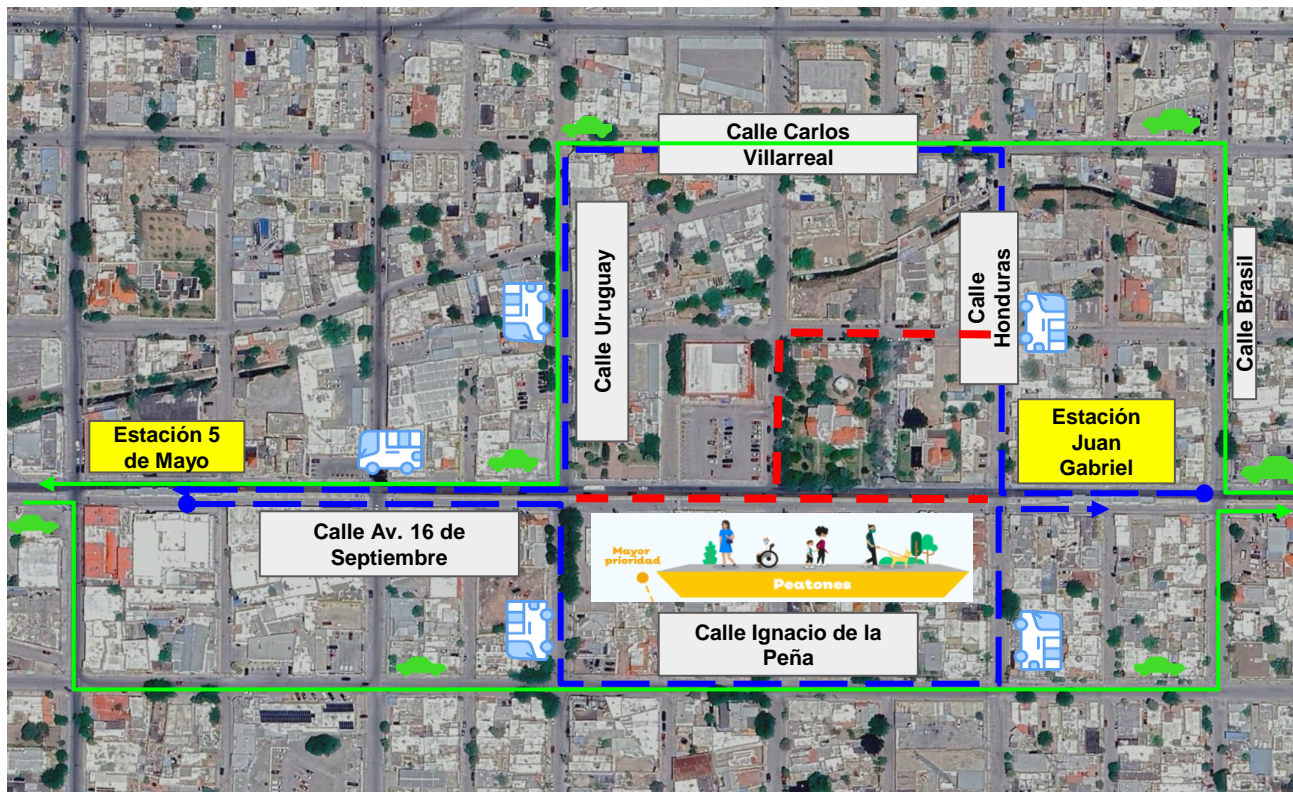 Calle Carlos
Villarreal
Calle Uruguay
Calle
Honduras
Calle Brasil
Estación 5
de Mayo
Estación
Juan
Gabriel
Calle Av. 16 de
Septiembre
Mayor
prioridad
Peatones
Calle Ignacio de la
Peña